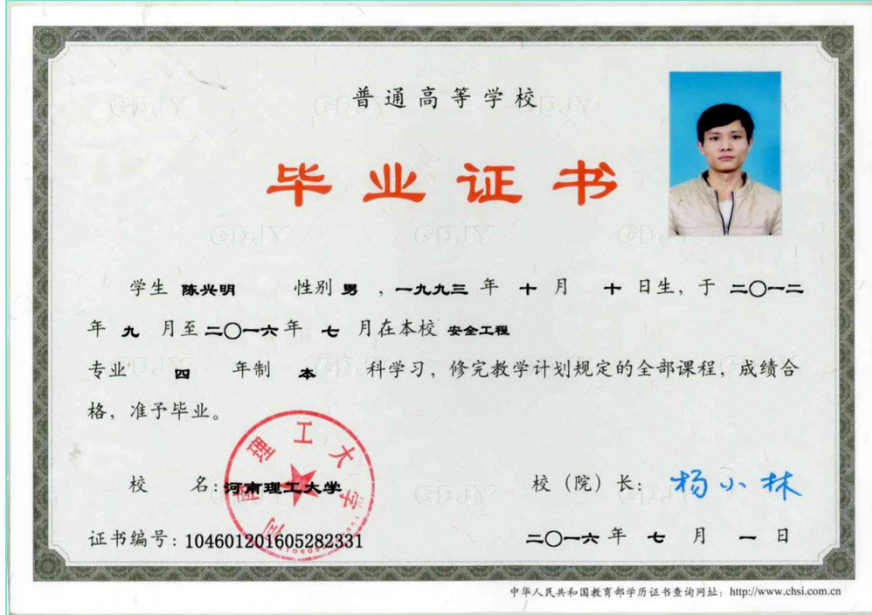 普通高等学校
毕业证书
学生 陈兴明 性别 男 ，一九九三 年 十 月 十 日生，于 二〇一二
年 九 月至 二〇一六 年 七 月在本校 安全工程
专业 四 年制 本 科学习，修完教学计划规定的全部课程，成绩合
格，准予毕业。
校 名：河南理工大学 校（院）长： 杨小林
河南理工大学
证书编号：104601201605282331 二〇一六 年 七 月 一 日
中华人民共和国教育部学历证书查询网址：http://www.chsi.com.cn